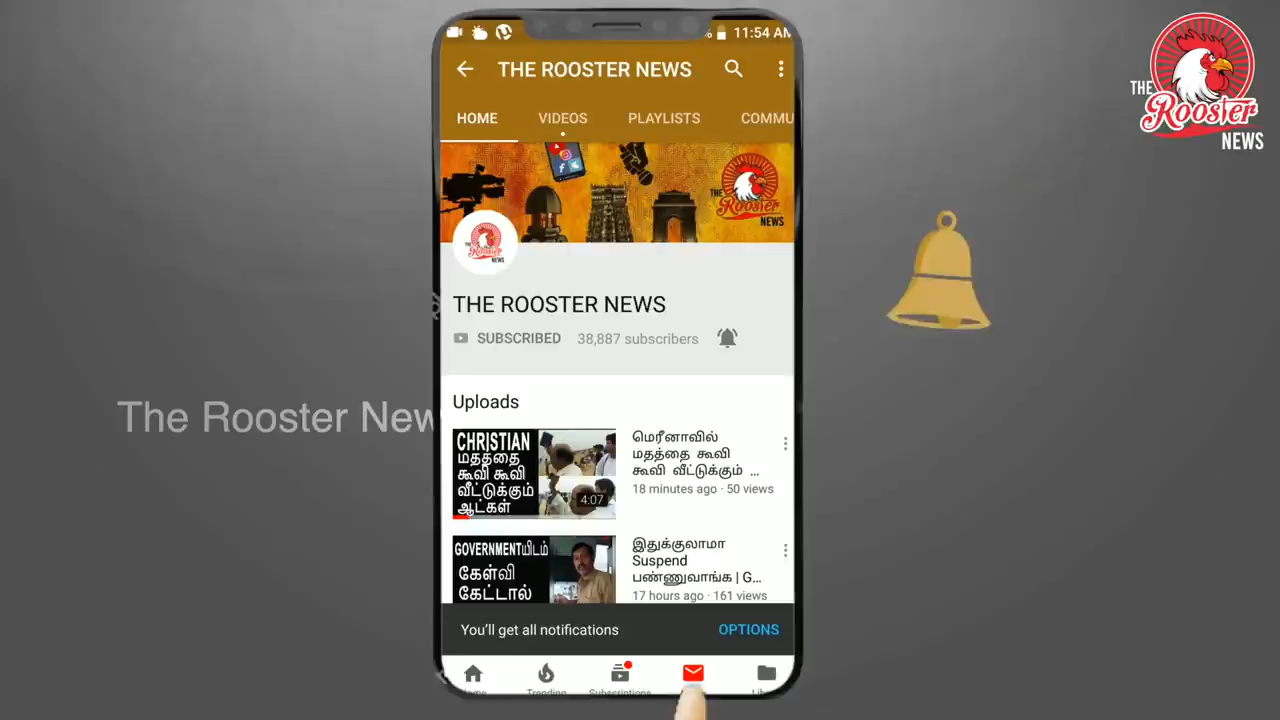 11:54 AM
THE ROOSTER NEWS
HOME VIDEOS PLAYLISTS COMMU
THE
Rooster
NEWS
THE
Rooster
NEWS
THE ROOSTER NEWS
SUBSCRIBED 38,887 subscribers
The Rooster New
Uploads
CHRISTIAN
மதத்தை
கூவி கூவி
வீட்டுக்கும்
ஆட்கள்
4:07
மெரீனாவில்
மதத்தை கூவி
கூவி வீட்டுக்கும் ...
18 minutes ago · 50 views
GOVERNMENTயிடம்
கேள்வி
கேட்டால்
இதுக்குலாமா
Suspend
பண்ணுவாங்க | G...
17 hours ago · 161 views
You'll get all notifications OPTIONS
Trending Subscriptions